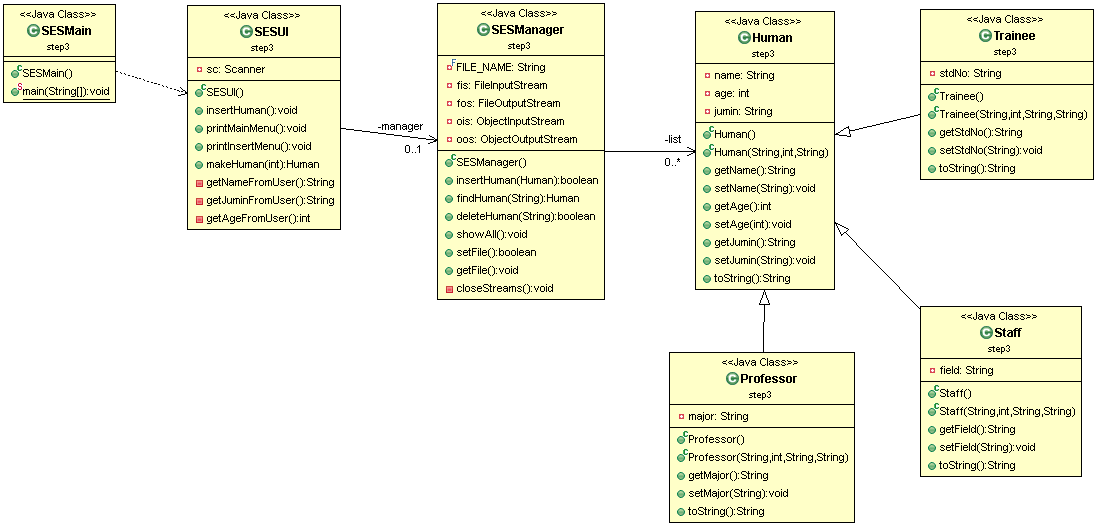 <<Java Class>>
SESMain
step3
SESMain()
main(String[]):void
<<Java Class>>
SESUI
step3
sc: Scanner
SESUI()
insertHuman():void
printMainMenu():void
printInsertMenu():void
makeHuman(int):Human
getNameFromUser():String
getJuminFromUser():String
getAgeFromUser():int
-manager
0..1
<<Java Class>>
SESManager
step3
FILE_NAME: String
fis: FileInputStream
fos: FileOutputStream
ois: ObjectInputStream
oos: ObjectOutputStream
SESManager()
insertHuman(Human):boolean
findHuman(String):Human
deleteHuman(String):boolean
showAll():void
setFile():boolean
getFile():void
closeStreams():void
-list
0..*
<<Java Class>>
Human
step3
name: String
age: int
jumin: String
Human()
Human(String,int,String)
getName():String
setName(String):void
getAge():int
setAge(int):void
getJumin():String
setJumin(String):void
toString():String
<<Java Class>>
Trainee
step3
stdNo: String
Trainee()
Trainee(String,int,String,String)
getStdNo():String
setStdNo(String):void
toString():String
<<Java Class>>
Staff
step3
field: String
Staff()
Staff(String,int,String,String)
getField():String
setField(String):void
toString():String
<<Java Class>>
Professor
step3
major: String
Professor()
Professor(String,int,String,String)
getMajor():String
setMajor(String):void
toString():String